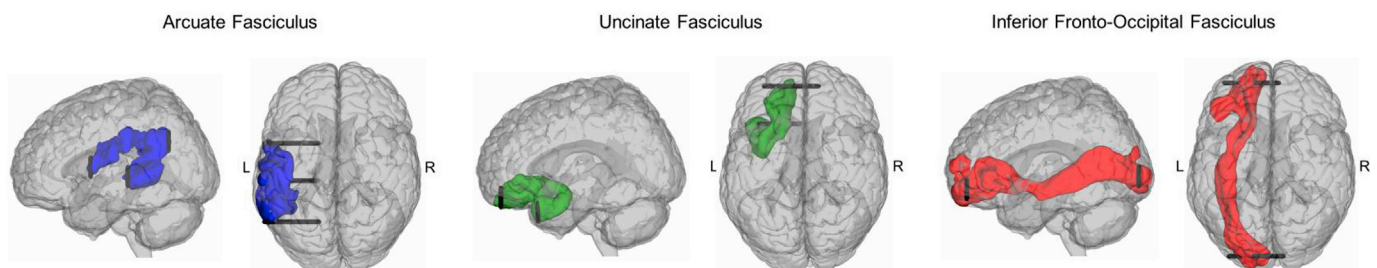 Arcuate Fasciculus
Uncinate Fasciculus
Inferior Fronto-Occipital Fasciculus
L
R
L
R
L
R